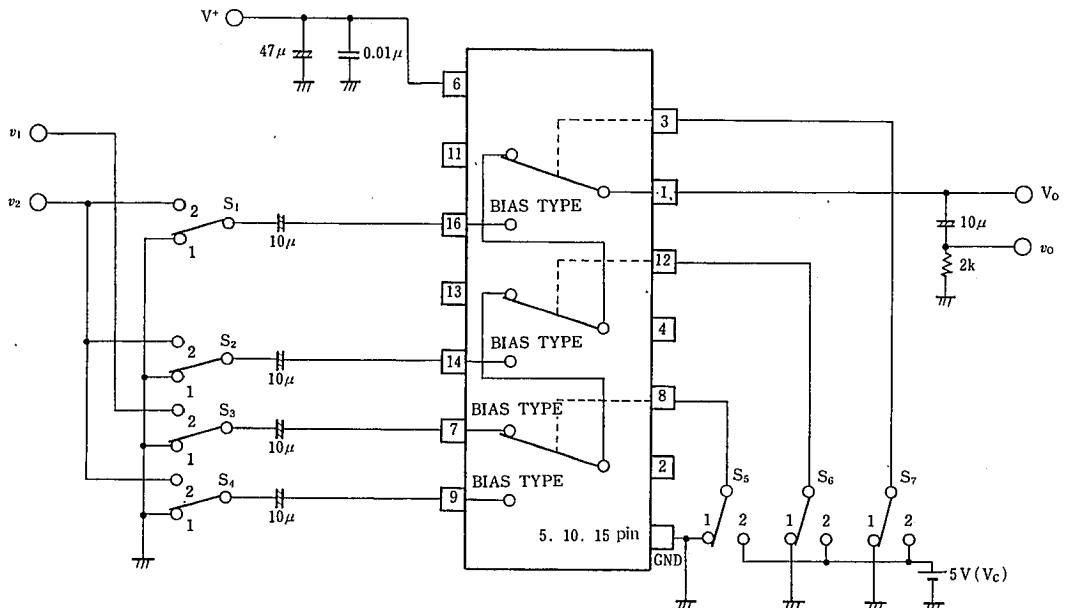 V⁺
47μ
0.01μ
6
v₁
v₂
2
S₁
1
10μ
11
16
BIAS TYPE
3
1
V₀
10μ
v₀
2k
12
13
4
BIAS TYPE
2
S₂
1
10μ
14
8
BIAS TYPE
2
S₃
1
10μ
7
2
BIAS TYPE
2
S₄
1
10μ
9
5. 10. 15 pin
GND
S₅
1
2
S₆
1
2
S₇
1
2
5V(Vc)